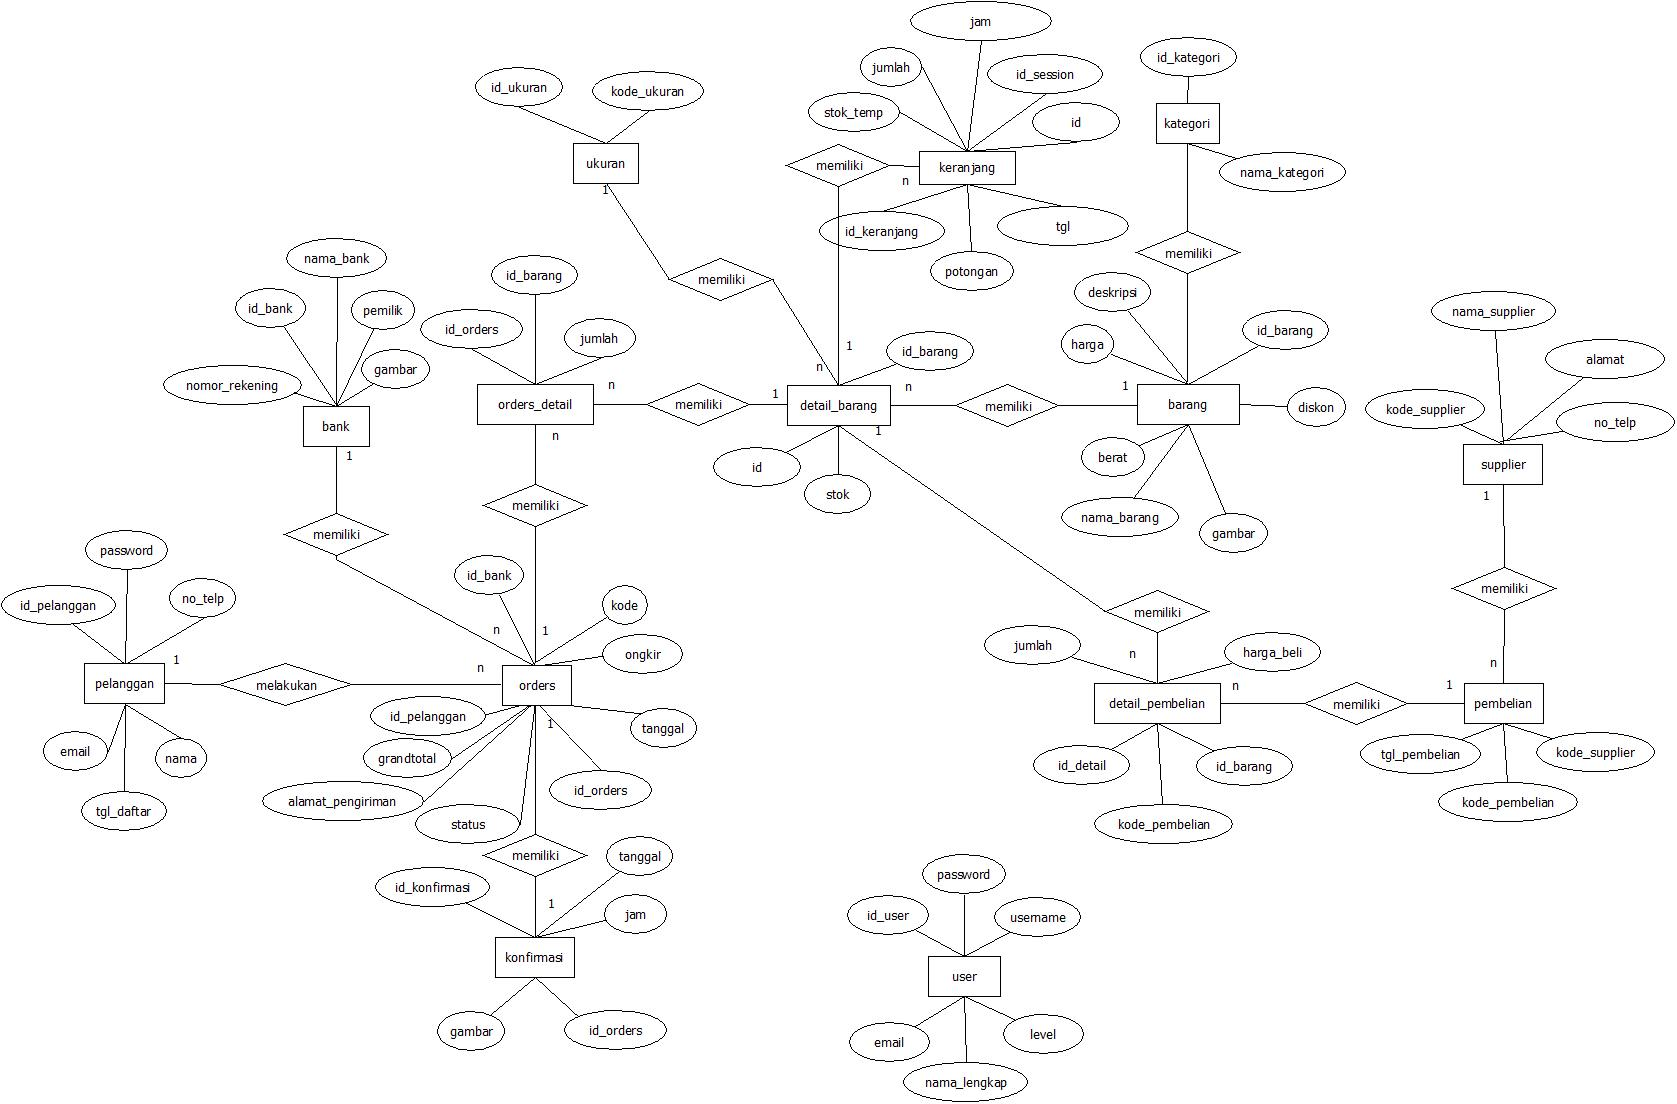 jam
jumlah
id_session
id_kategori
id_ukuran
kode_ukuran
stok_temp
id
kategori
ukuran
memiliki
keranjang
nama_kategori
n
1
id_keranjang
tgl
nama_bank
memiliki
potongan
memiliki
id_barang
memiliki
id_bank
pemilik
deskripsi
nama_supplier
id_orders
jumlah
harga
id_barang
1
id_barang
alamat
gambar
n
nomor_rekening
n
n
1
1
orders_detail
memiliki
detail_barang
memiliki
barang
diskon
kode_supplier
no_telp
bank
n
1
1
berat
id
supplier
stok
1
memiliki
nama_barang
gambar
memiliki
password
id_bank
memiliki
id_pelanggan
no_telp
kode
memiliki
n
1
jumlah
n
harga_beli
ongkir
1
n
n
pelanggan
melakukan
orders
n
1
detail_pembelian
memiliki
pembelian
id_pelanggan
1
tanggal
email
nama
grandtotal
id_detail
id_barang
tgl_pembelian
kode_supplier
id_orders
alamat_pengiriman
kode_pembelian
tgl_daftar
status
kode_pembelian
memiliki
tanggal
password
id_konfirmasi
1
jam
id_user
username
konfirmasi
user
gambar
id_orders
email
level
nama_lengkap